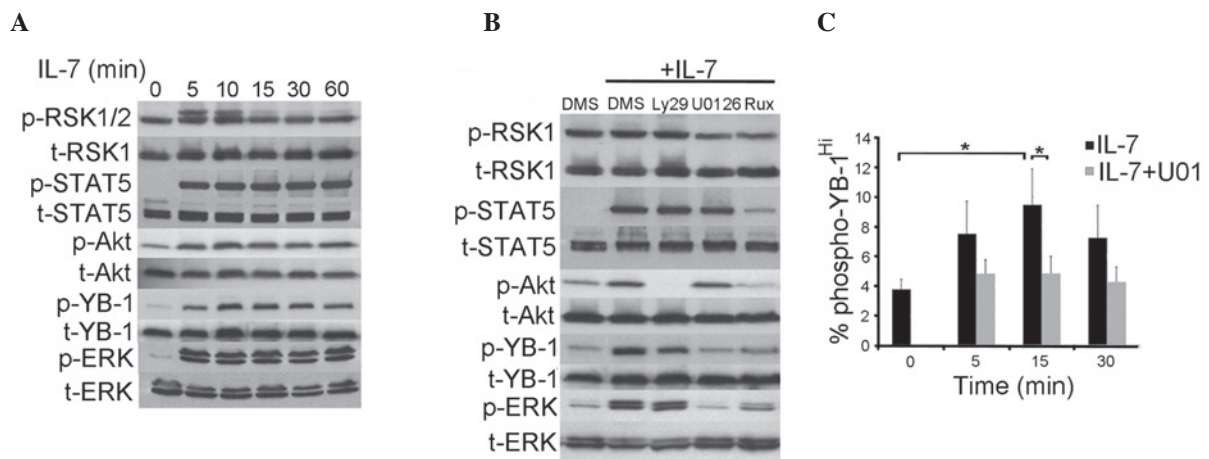 A
IL-7 (min)
0 5 10 15 30 60
p-RSK1/2
t-RSK1
p-STAT5
t-STAT5
p-Akt
t-Akt
p-YB-1
t-YB-1
p-ERK
t-ERK
B
+IL-7
DMS DMS Ly29 U0126 Rux
p-RSK1
t-RSK1
p-STAT5
t-STAT5
p-Akt
t-Akt
p-YB-1
t-YB-1
p-ERK
t-ERK
C
% phospho-YB-1Hi
14
12
10
8
6
4
2
0
* *
IL-7
IL-7+U01
0 5 15 30
Time (min)